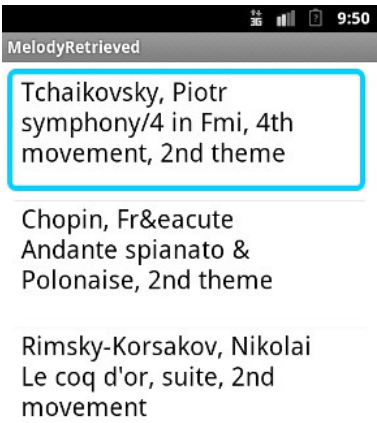 3G 9:50
MelodyRetrieved
Tchaikovsky, Piotr
symphony/4 in Fmi, 4th
movement, 2nd theme
Chopin, Fr&eacute
Andante spianato &
Polonaise, 2nd theme
Rimsky-Korsakov, Nikolai
Le coq d'or, suite, 2nd
movement